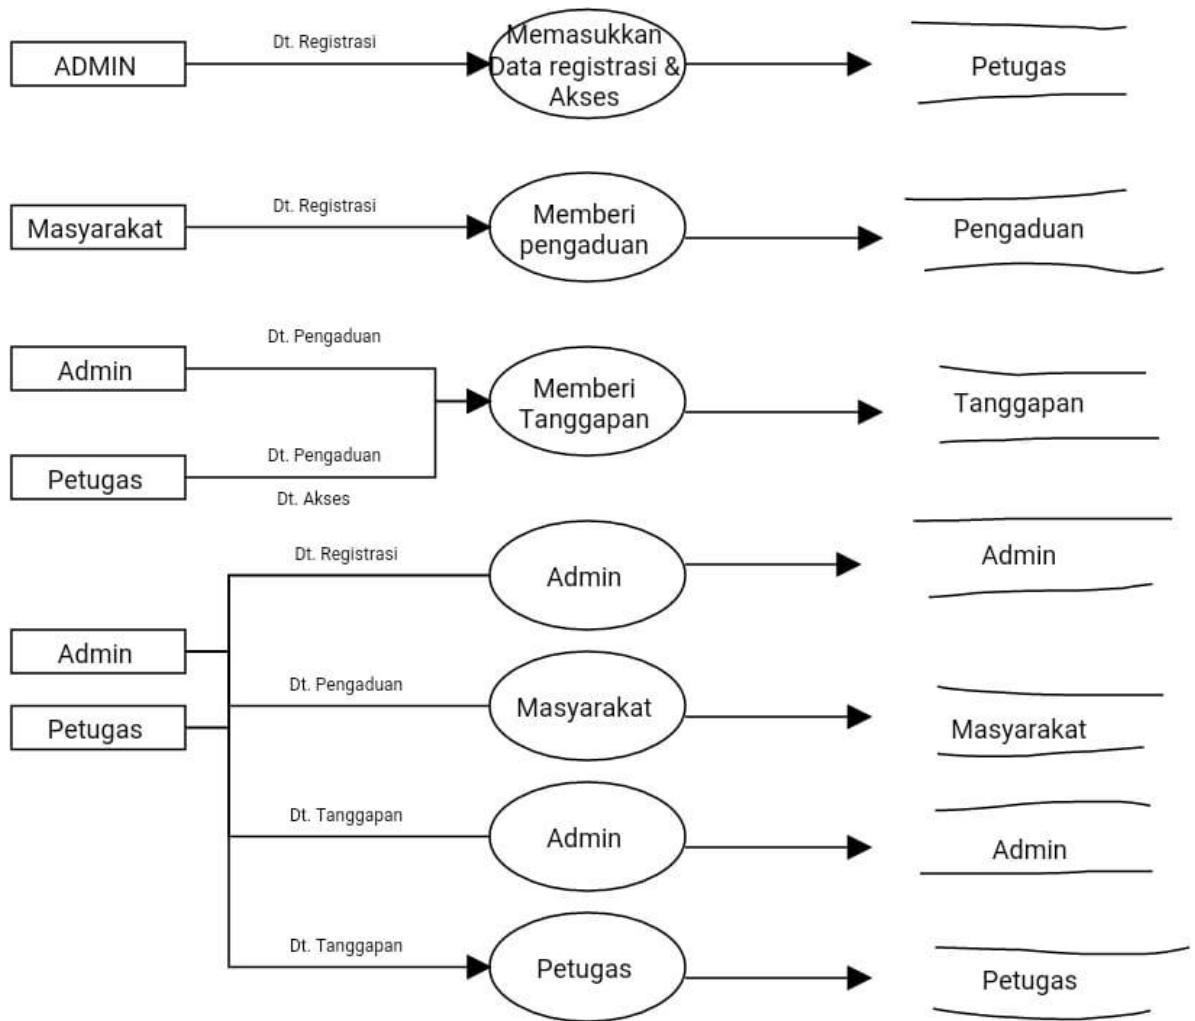 Dt. Registrasi
ADMIN
Memasukkan
Data registrasi &
Akses
Petugas
Dt. Registrasi
Masyarakat
Memberi
pengaduan
Pengaduan
Dt. Pengaduan
Admin
Memberi
Tanggapan
Tanggapan
Dt. Pengaduan
Petugas
Dt. Akses
Dt. Registrasi
Admin
Admin
Admin
Dt. Pengaduan
Petugas
Masyarakat
Masyarakat
Dt. Tanggapan
Admin
Admin
Dt. Tanggapan
Petugas
Petugas